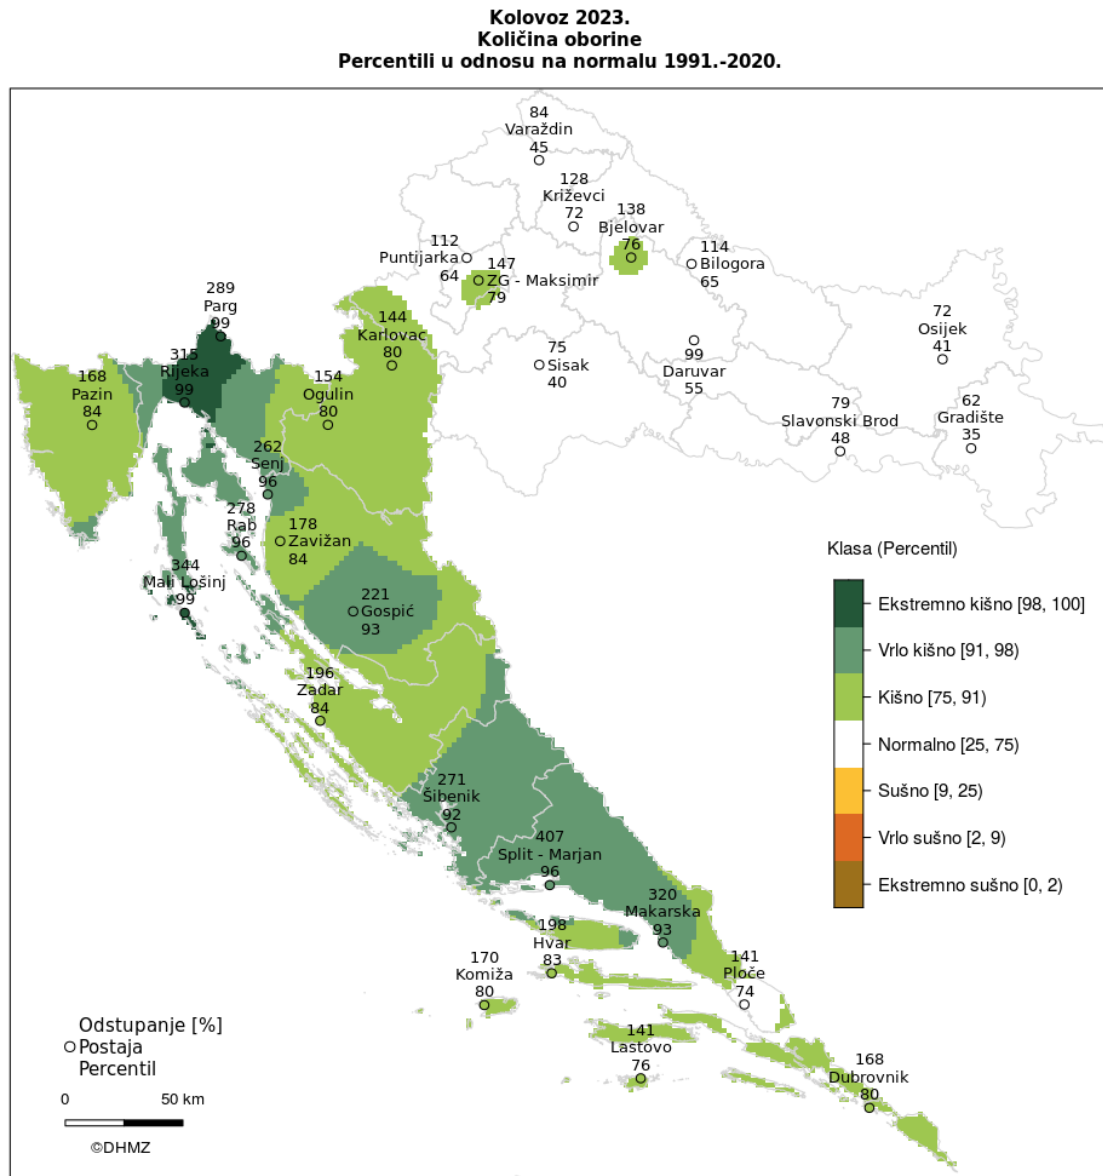 Kolovoz 2023.
Količina oborine
Percentili u odnosu na normalu 1991.-2020.
84
Varaždin
45
128
Križevci
72
138
Bjelovar
76
112
Puntijarka
64
147
ZG - Maksimir
79
114
Bilogora
65
289
Parg
99
144
Karlovac
80
72
Osijek
41
315
Rijeka
99
75
Sisak
40
99
Daruvar
55
168
Pazin
84
154
Ogulin
80
79
Slavonski Brod
48
62
Gradište
35
262
Senj
96
278
Rab
96
178
Zavižan
84
344
Mali Lošinj
99
221
Gospić
93
196
Zadar
84
271
Šibenik
92
407
Split - Marjan
96
320
Makarska
93
198
Hvar
83
170
Komiža
80
141
Ploče
74
141
Lastovo
76
168
Dubrovnik
80
Klasa (Percentil)
Ekstremno kišno [98, 100]
Vrlo kišno [91, 98)
Kišno [75, 91)
Normalno [25, 75)
Sušno [9, 25)
Vrlo sušno [2, 9)
Ekstremno sušno [0, 2)
Odstupanje [%]
Postaja
Percentil
0 50 km
©DHMZ